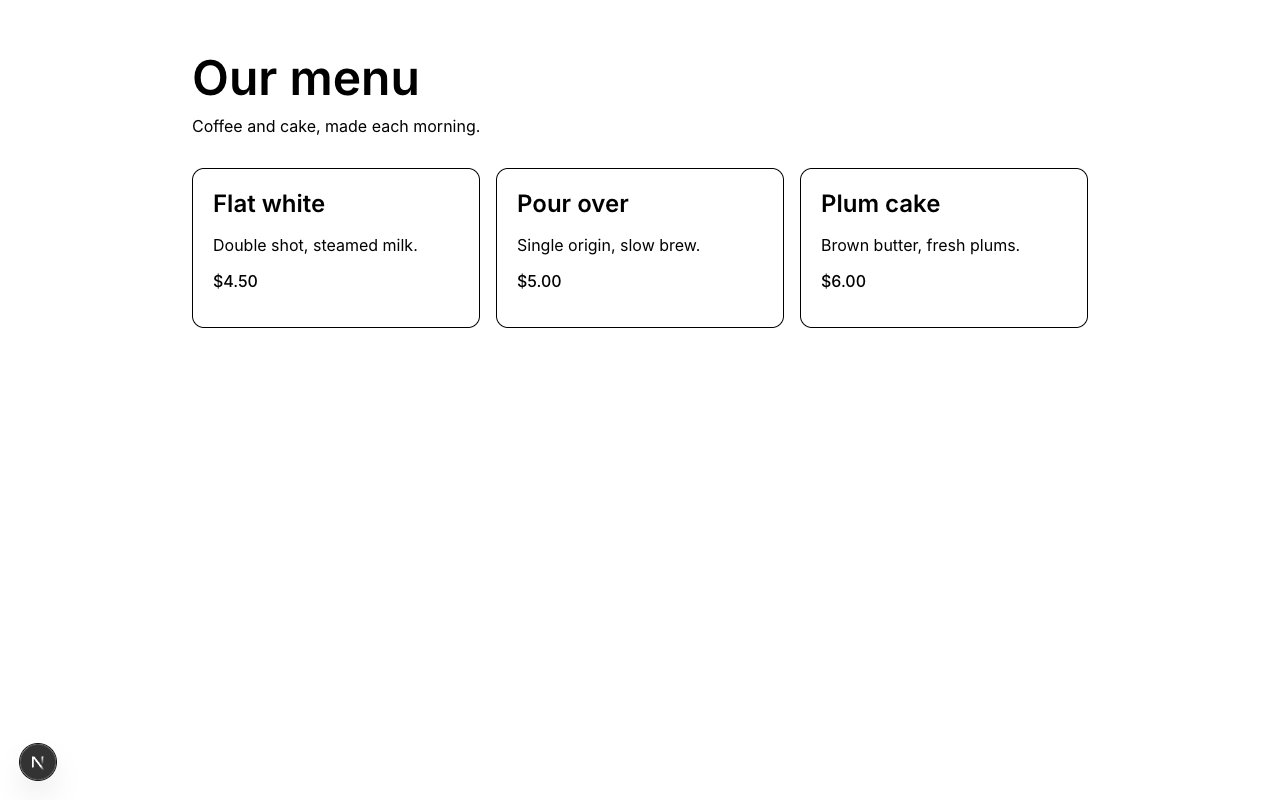 Our menu
Coffee and cake, made each morning.
Flat white
Double shot, steamed milk.
$4.50
Pour over
Single origin, slow brew.
$5.00
Plum cake
Brown butter, fresh plums.
$6.00
N